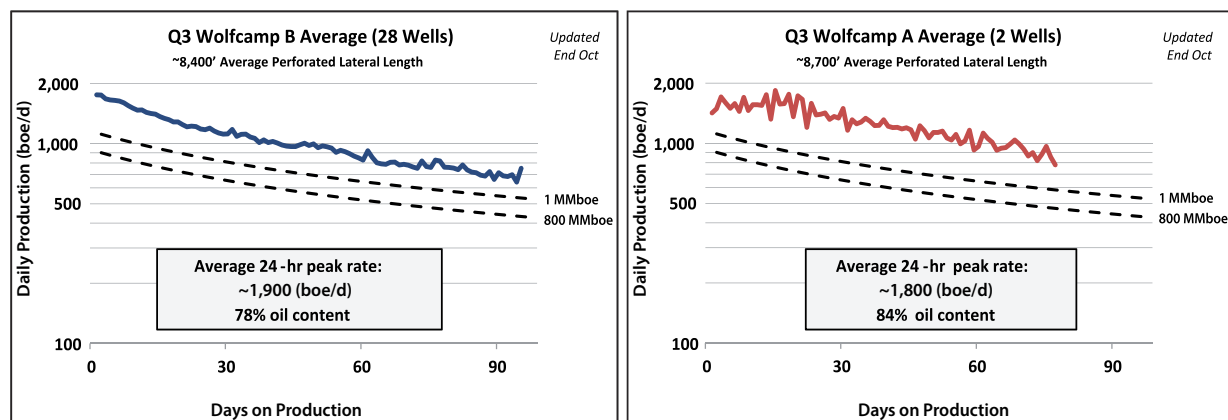 Q3 Wolfcamp B Average (28 Wells)
~8,400' Average Perforated Lateral Length
Updated
End Oct
Daily Production (boe/d)
2,000
1,000
500
100
1 MMboe
800 MMboe
Average 24 -hr peak rate:
~1,900 (boe/d)
78% oil content
0
30
60
90
Days on Production
Q3 Wolfcamp A Average (2 Wells)
~8,700' Average Perforated Lateral Length
Updated
End Oct
Daily Production (boe/d)
2,000
1,000
500
100
1 MMboe
800 MMboe
Average 24 -hr peak rate:
~1,800 (boe/d)
84% oil content
0
30
60
90
Days on Production